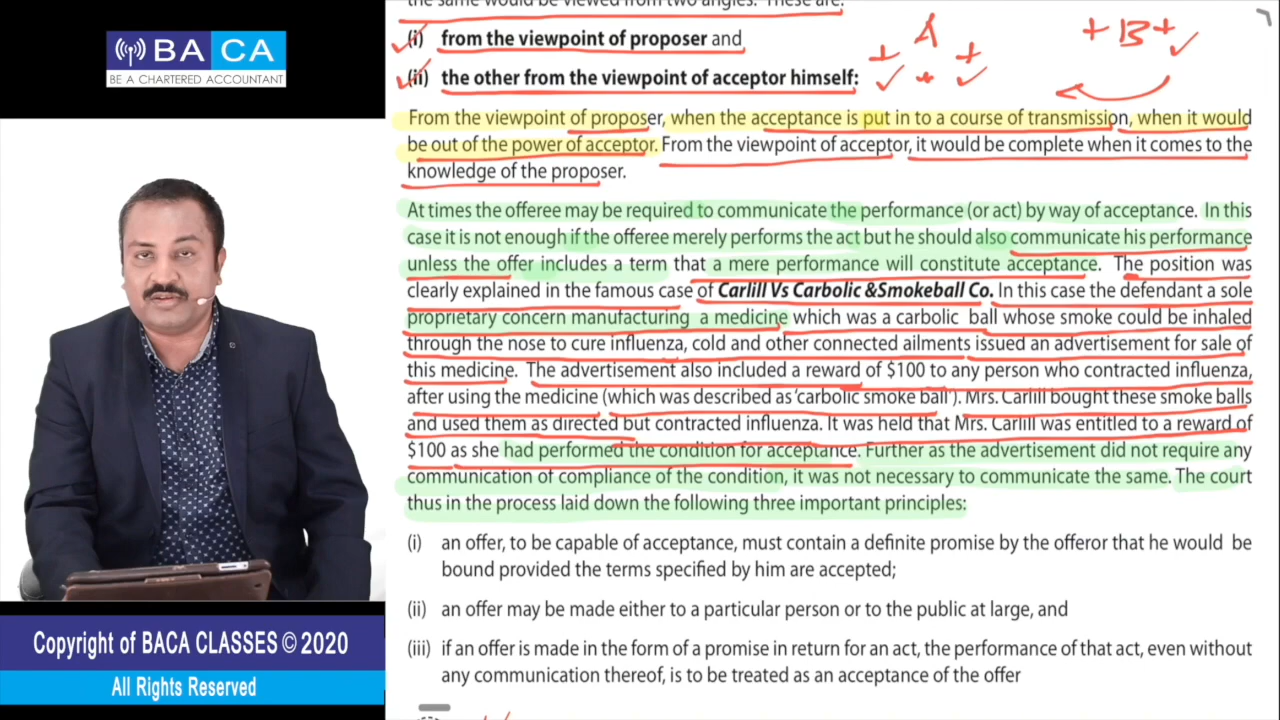 BACA
BE A CHARTERED ACCOUNTANT
Copyright of BACA CLASSES © 2020
All Rights Reserved
the same would be viewed from two angles. These are:
(i) from the viewpoint of proposer and
(ii) the other from the viewpoint of acceptor himself:
A
+ B +
+ +
From the viewpoint of proposer, when the acceptance is put in to a course of transmission, when it would
be out of the power of acceptor. From the viewpoint of acceptor, it would be complete when it comes to the
knowledge of the proposer.
At times the offeree may be required to communicate the performance (or act) by way of acceptance. In this
case it is not enough if the offeree merely performs the act but he should also communicate his performance
unless the offer includes a term that a mere performance will constitute acceptance. The position was
clearly explained in the famous case of Carlill Vs Carbolic &Smokeball Co. In this case the defendant a sole
proprietary concern manufacturing a medicine which was a carbolic ball whose smoke could be inhaled
through the nose to cure influenza, cold and other connected ailments issued an advertisement for sale of
this medicine. The advertisement also included a reward of $100 to any person who contracted influenza,
after using the medicine (which was described as 'carbolic smoke ball'). Mrs. Carlill bought these smoke balls
and used them as directed but contracted influenza. It was held that Mrs. Carlill was entitled to a reward of
$100 as she had performed the condition for acceptance. Further as the advertisement did not require any
communication of compliance of the condition, it was not necessary to communicate the same. The court
thus in the process laid down the following three important principles:
(i) an offer, to be capable of acceptance, must contain a definite promise by the offeror that he would be
bound provided the terms specified by him are accepted;
(ii) an offer may be made either to a particular person or to the public at large, and
(iii) if an offer is made in the form of a promise in return for an act, the performance of that act, even without
any communication thereof, is to be treated as an acceptance of the offer